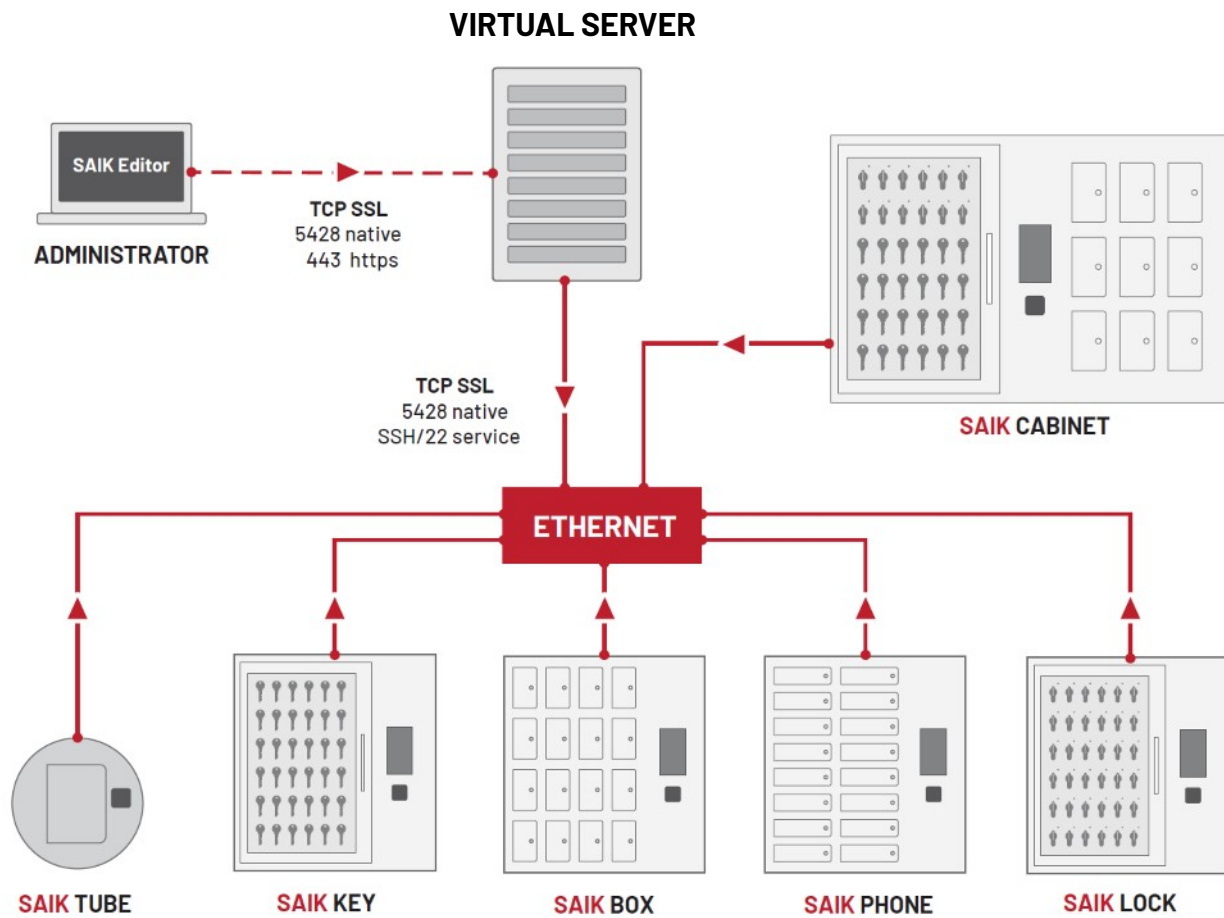 VIRTUAL SERVER
SAIK Editor
ADMINISTRATOR
TCP SSL
5428 native
443 https
SAIK CABINET
TCP SSL
5428 native
SSH/22 service
ETHERNET
SAIK TUBE
SAIK KEY
SAIK BOX
SAIK PHONE
SAIK LOCK